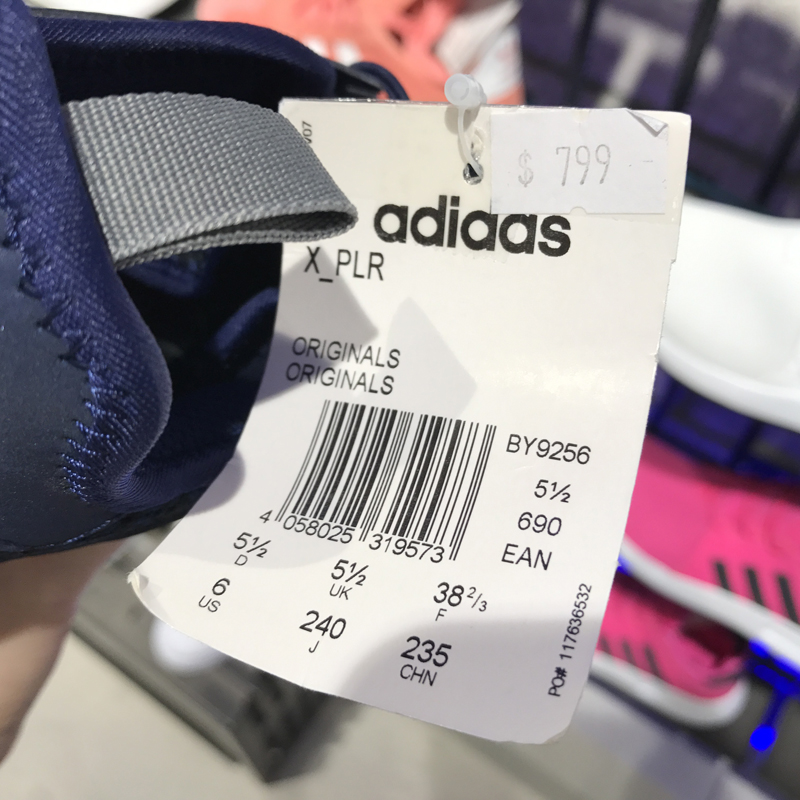 $ 799 -
adidas
X_PLR
ORIGINALS
ORIGINALS
BY9256
5½
690
EAN
4 058025 319573
5½ 5½ 38 2/3
D UK F
6 240 235
US J CHN
PO# 117636532